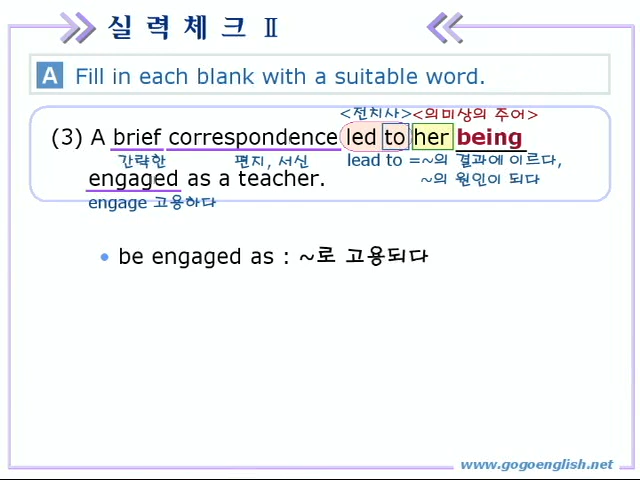 실 력 체 크 Ⅱ
A Fill in each blank with a suitable word.
<전치사> <의미상의 주어>
(3) A brief correspondence led to her being
간략한 편지, 서신 lead to =~의 결과에 이르다,
engaged as a teacher. ~의 원인이 되다
engage 고용하다
• be engaged as : ~로 고용되다
www.gogoenglish.net